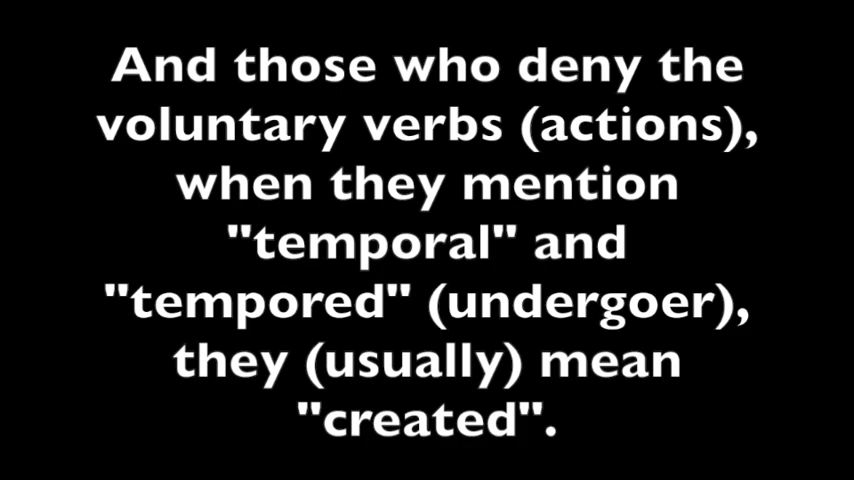 And those who deny the
voluntary verbs (actions),
when they mention
"temporal" and
"tempored" (undergoer),
they (usually) mean
"created".